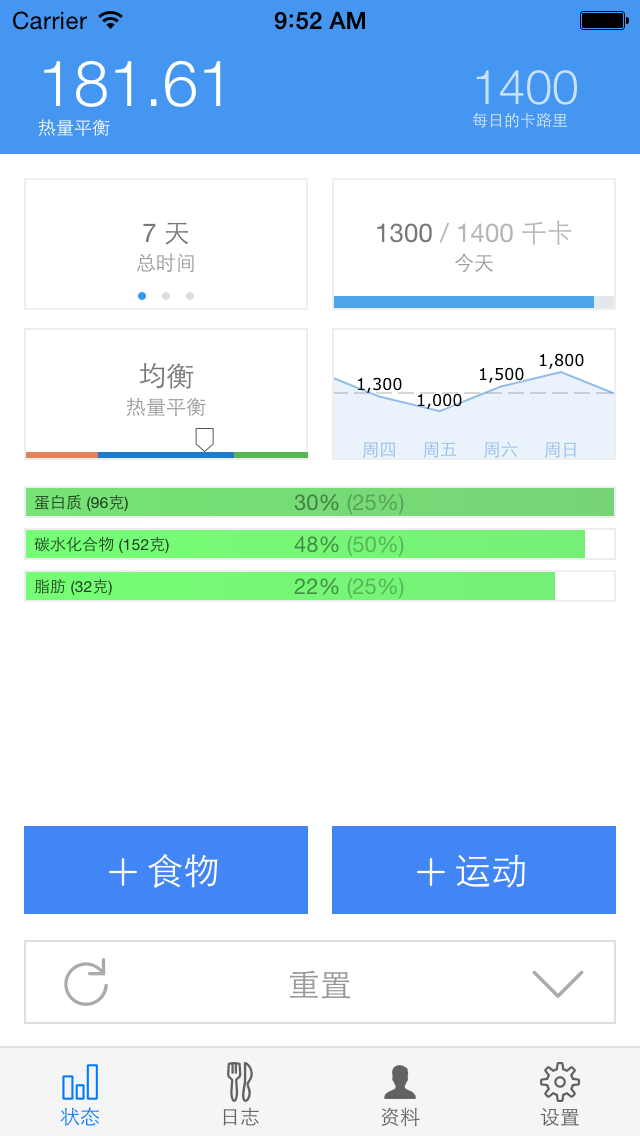 Carrier 9:52 AM
181.61 1400
热量平衡 每日的卡路里
7 天
总时间
1300 / 1400 千卡
今天
均衡
热量平衡
1,300 1,000 1,500 1,800
周四 周五 周六 周日
蛋白质 (96克) 30% (25%)
碳水化合物 (152克) 48% (50%)
脂肪 (32克) 22% (25%)
+ 食物 + 运动
重置
状态 日志 资料 设置